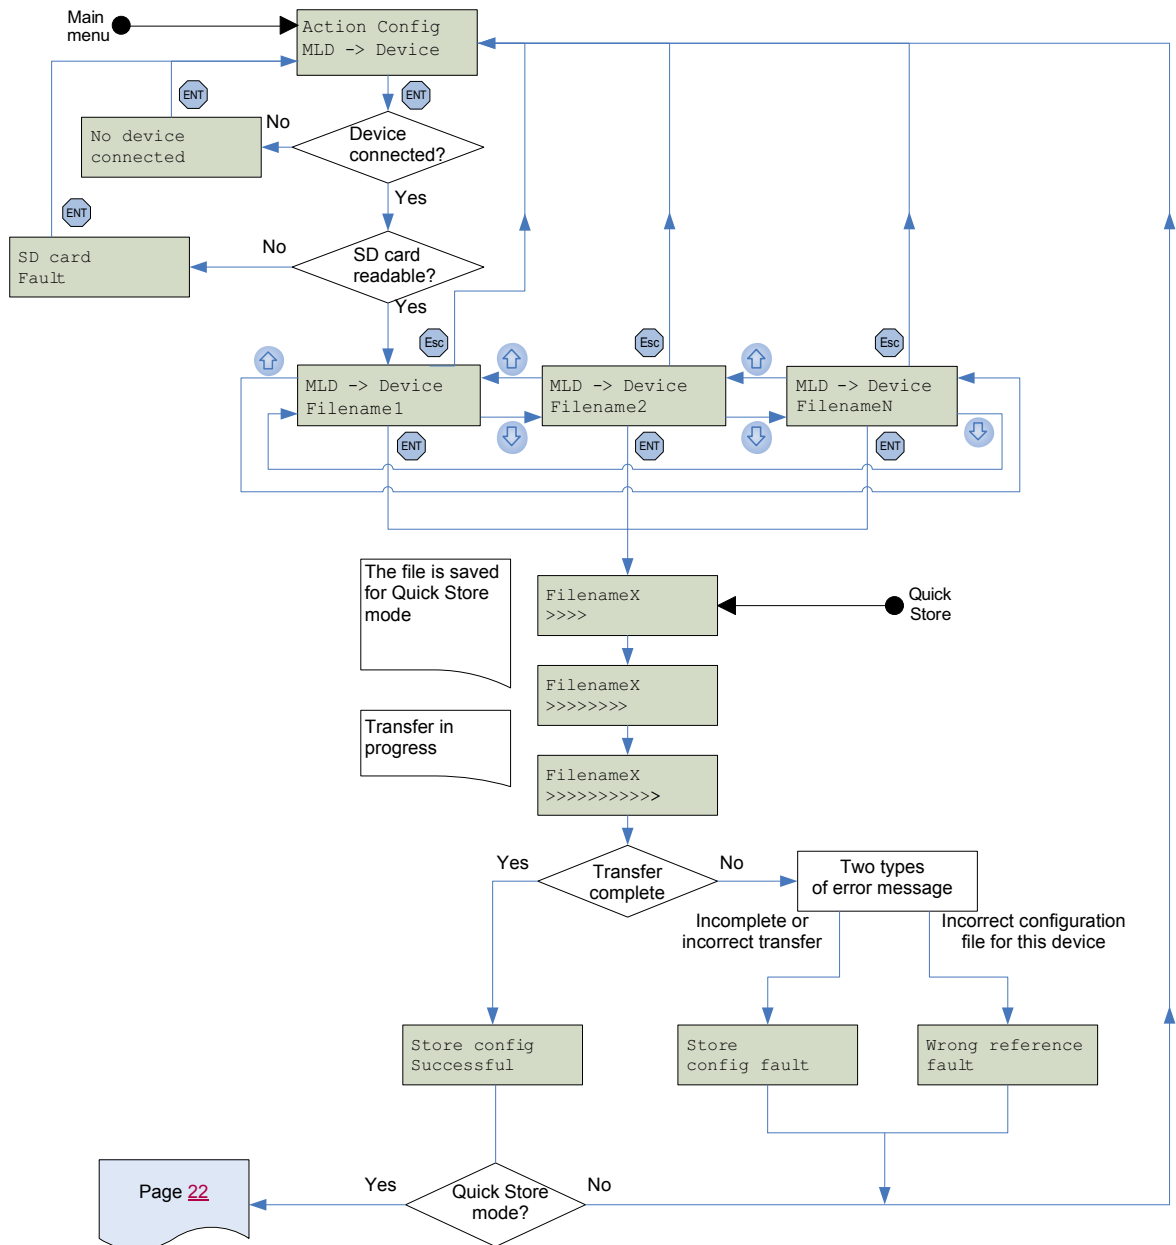 Main
menu
Action Config
MLD -> Device
ENT
ENT
No device
connected
No
Device
connected?
Yes
ENT
SD card
Fault
No
SD card
readable?
Yes
Esc
Esc
Esc
MLD -> Device
Filename1
MLD -> Device
Filename2
MLD -> Device
FilenameN
ENT
ENT
ENT
The file is saved
for Quick Store
mode
FilenameX
>>>>
Quick
Store
FilenameX
>>>>>>>>
Transfer in
progress
FilenameX
>>>>>>>>>>>
Yes
Transfer
complete
No
Two types
of error message
Incomplete or
incorrect transfer
Incorrect configuration
file for this device
Store config
Successful
Store
config fault
Wrong reference
fault
Page 22
Yes
Quick Store
mode?
No